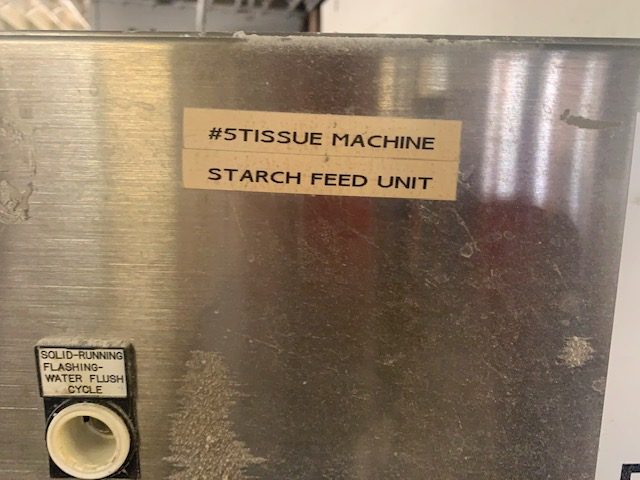 #5TISSUE MACHINE
STARCH FEED UNIT
SOLID-RUNNING
FLASHING-
WATER FLUSH
CYCLE